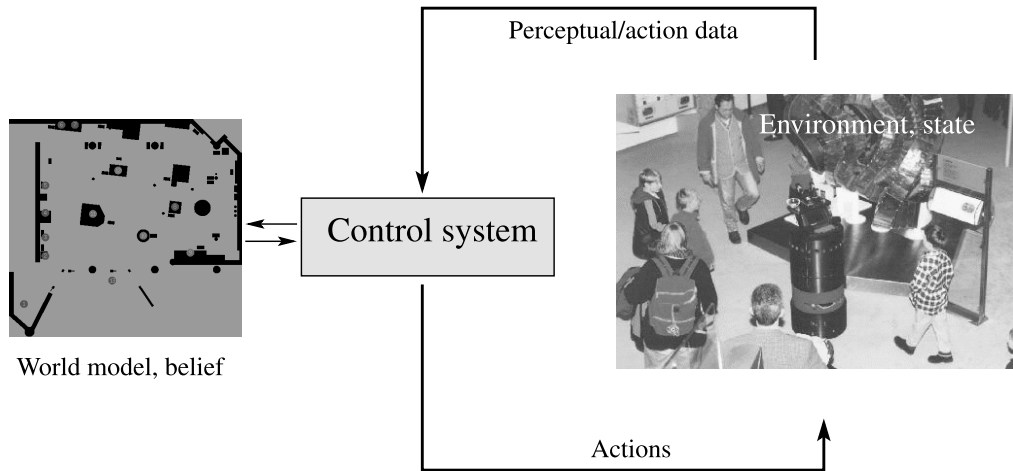 Perceptual/action data
Environment, state
Control system
World model, belief
Actions